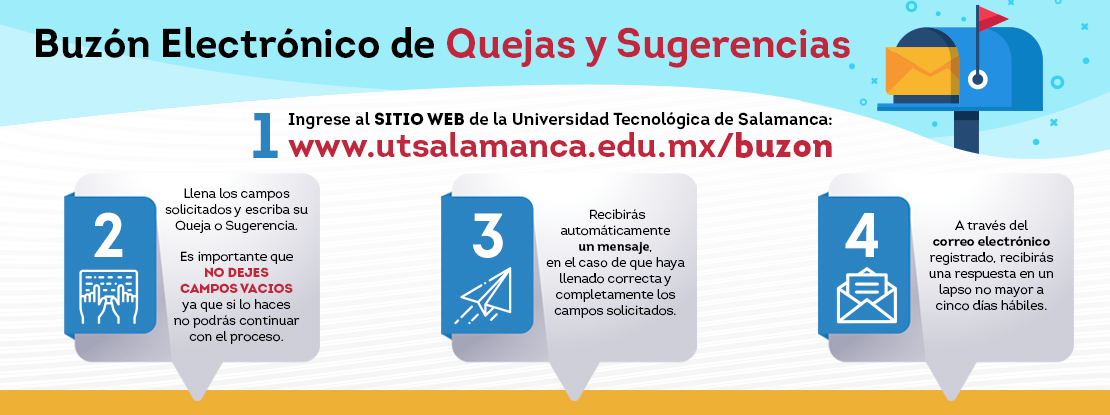 Buzón Electrónico de Quejas y Sugerencias
1
Ingrese al SITIO WEB de la Universidad Tecnológica de Salamanca:
www.utsalamanca.edu.mx/buzon
2
Llena los campos
solicitados y escriba su
Queja o Sugerencia.
Es importante que
NO DEJES
CAMPOS VACIOS
ya que si lo haces
no podrás continuar
con el proceso.
3
Recibirás
automáticamente
un mensaje,
en el caso de que haya
llenado correcta y
completamente los
campos solicitados.
4
A través del
correo electrónico
registrado, recibirás
una respuesta en un
lapso no mayor a
cinco días hábiles.